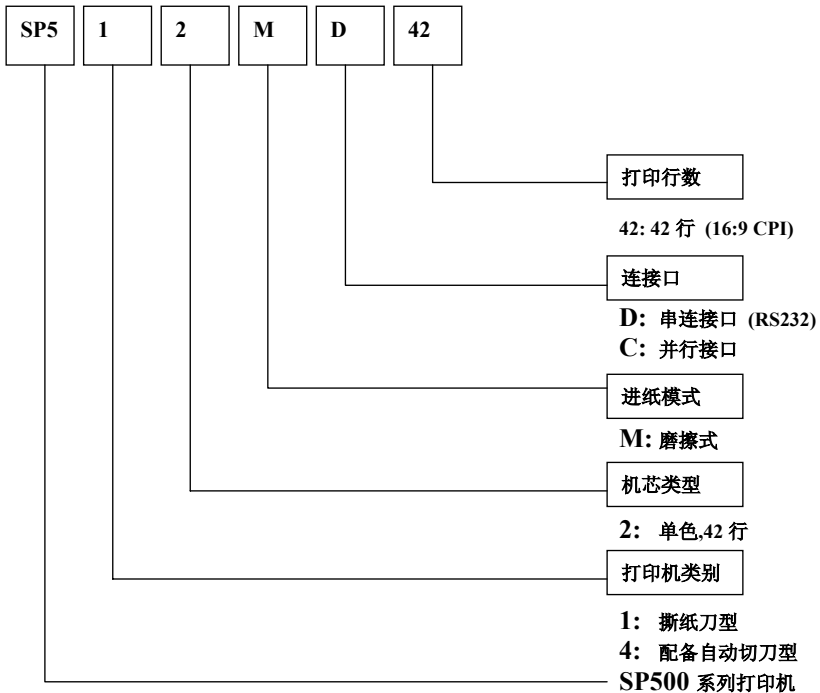 SP5 1 2 M D 42
打印行数
42: 42 行 (16:9 CPI)
连接口
D: 串连接口 (RS232)
C: 并行接口
进纸模式
M: 磨擦式
机芯类型
2: 单色,42 行
打印机类别
1: 撕纸刀型
4: 配备自动切刀型
SP500 系列打印机